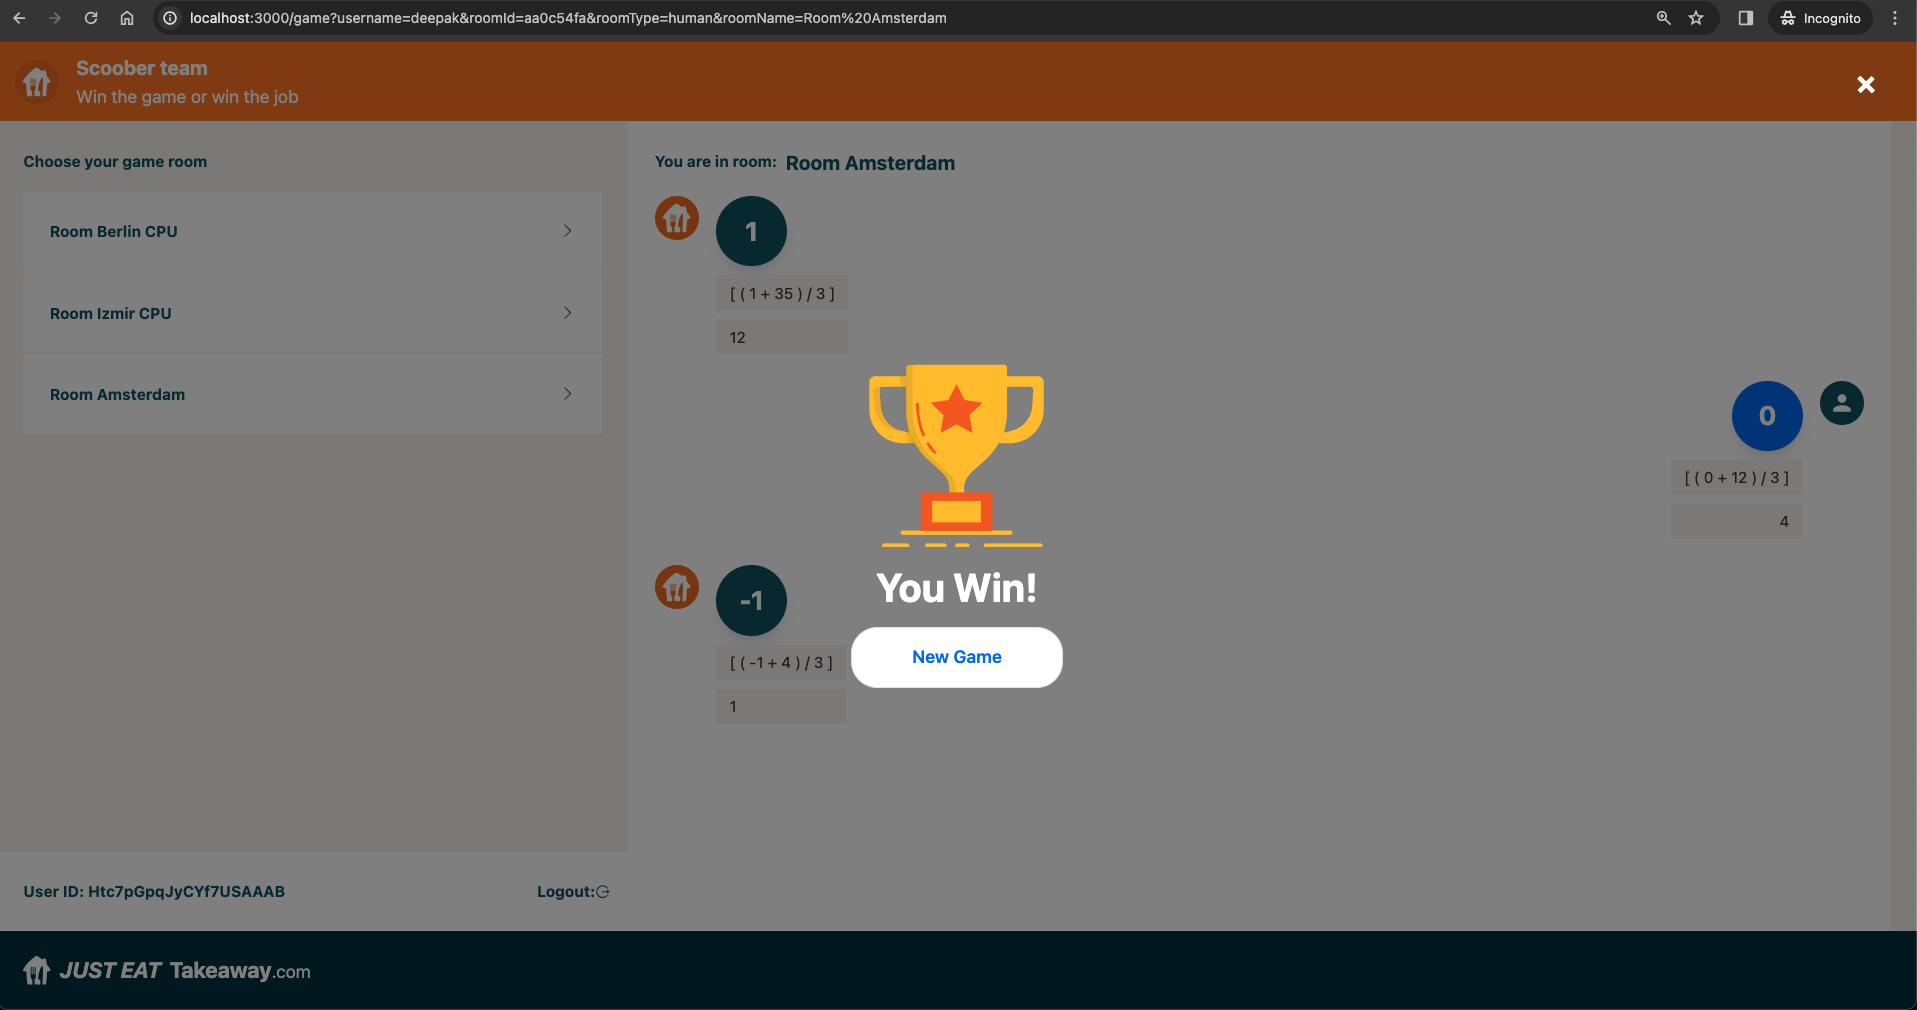 localhost:3000/game?username=deepak&roomId=aa0c54fa&roomType=human&roomName=Room%20Amsterdam
Incognito
Scoober team
Win the game or win the job
Choose your game room
Room Berlin CPU
Room Izmir CPU
Room Amsterdam
You are in room: Room Amsterdam
1
[ ( 1 + 35 ) / 3 ]
12
0
[ ( 0 + 12 ) / 3 ]
4
-1
[ ( -1 + 4 ) / 3 ]
1
You Win!
New Game
User ID: Htc7pGpqJyCYf7USAAAB
Logout:
JUST EAT Takeaway.com